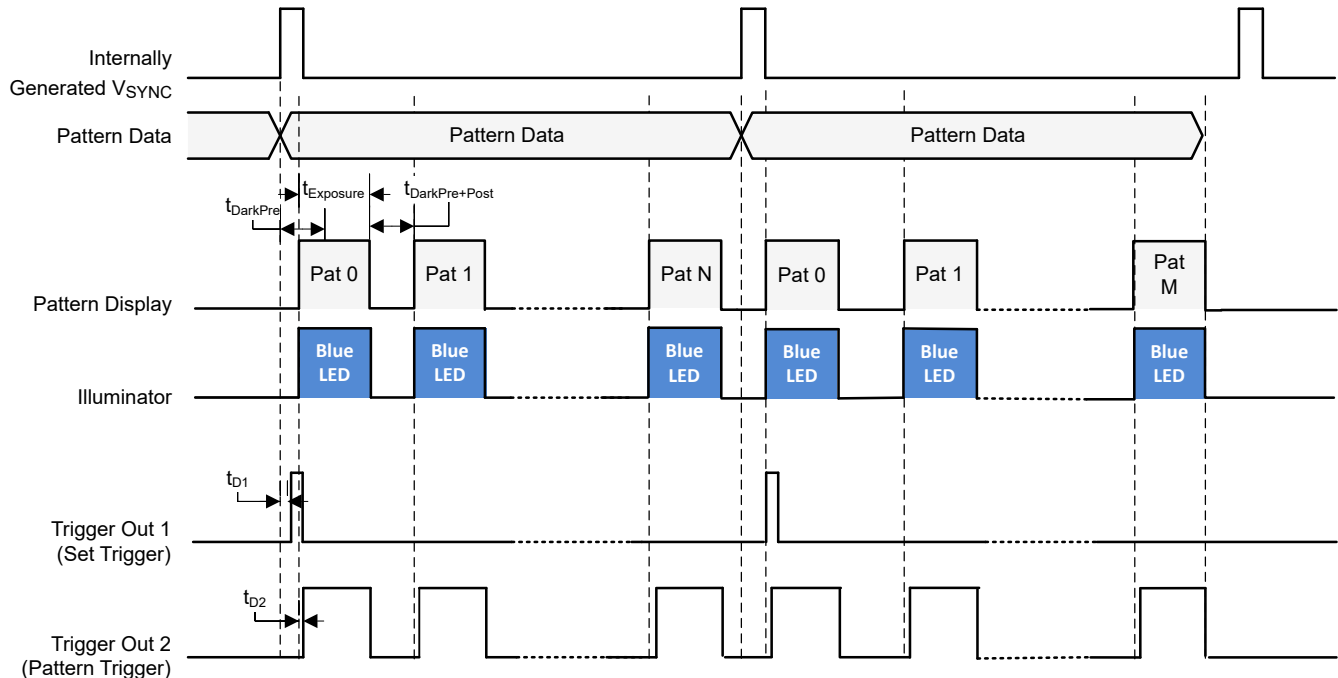 Internally
Generated VSYNC
Pattern Data
Pattern Data
Pattern Data
tExposure
tDarkPre+Post
tDarkPre
Pat 0
Pat 1
Pat N
Pat 0
Pat 1
Pat
M
Pattern Display
Blue
LED
Blue
LED
Blue
LED
Blue
LED
Blue
LED
Blue
LED
Illuminator
tD1
Trigger Out 1
(Set Trigger)
tD2
Trigger Out 2
(Pattern Trigger)